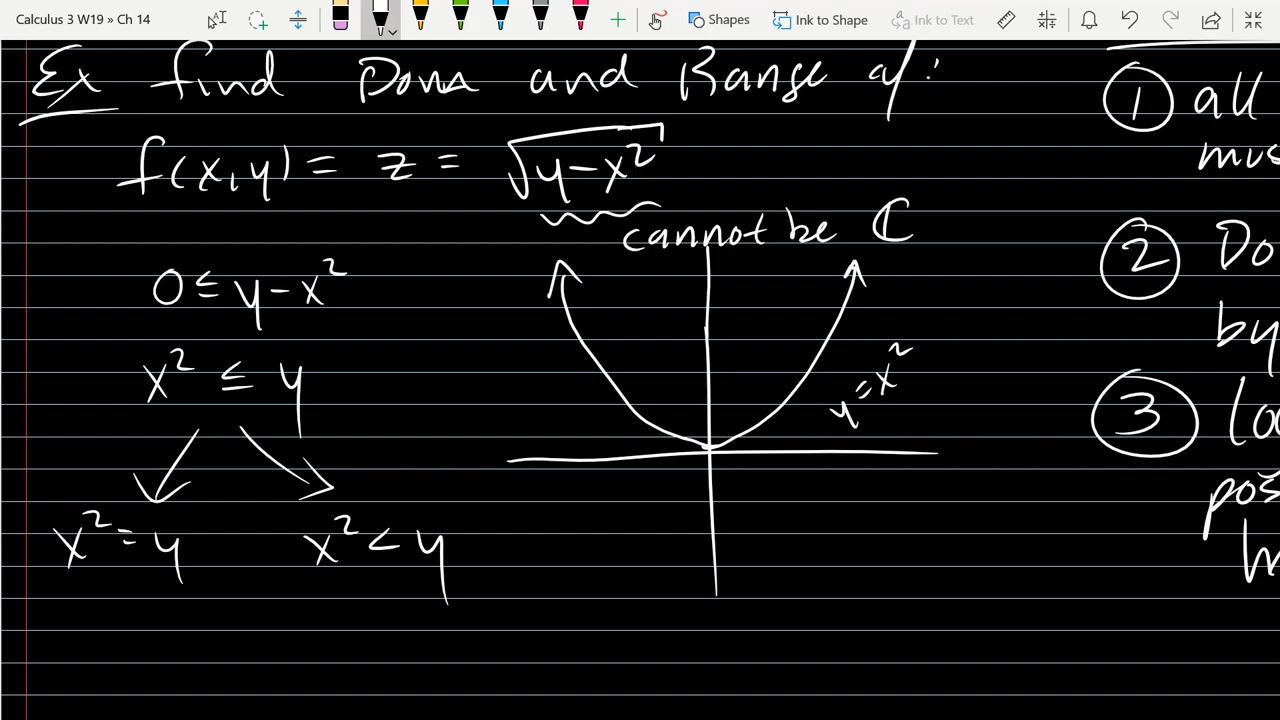 Calculus 3 W19 » Ch 14
Shapes
Ink to Shape
Ink to Text
Ex find Dom and Range of:
f(x,y) = z = √(y-x²)
cannot be ℂ
0 ≤ y-x²
x² ≤ y
x² = y
x² < y
y=x²
① all
mus
② Do
by
③
pos